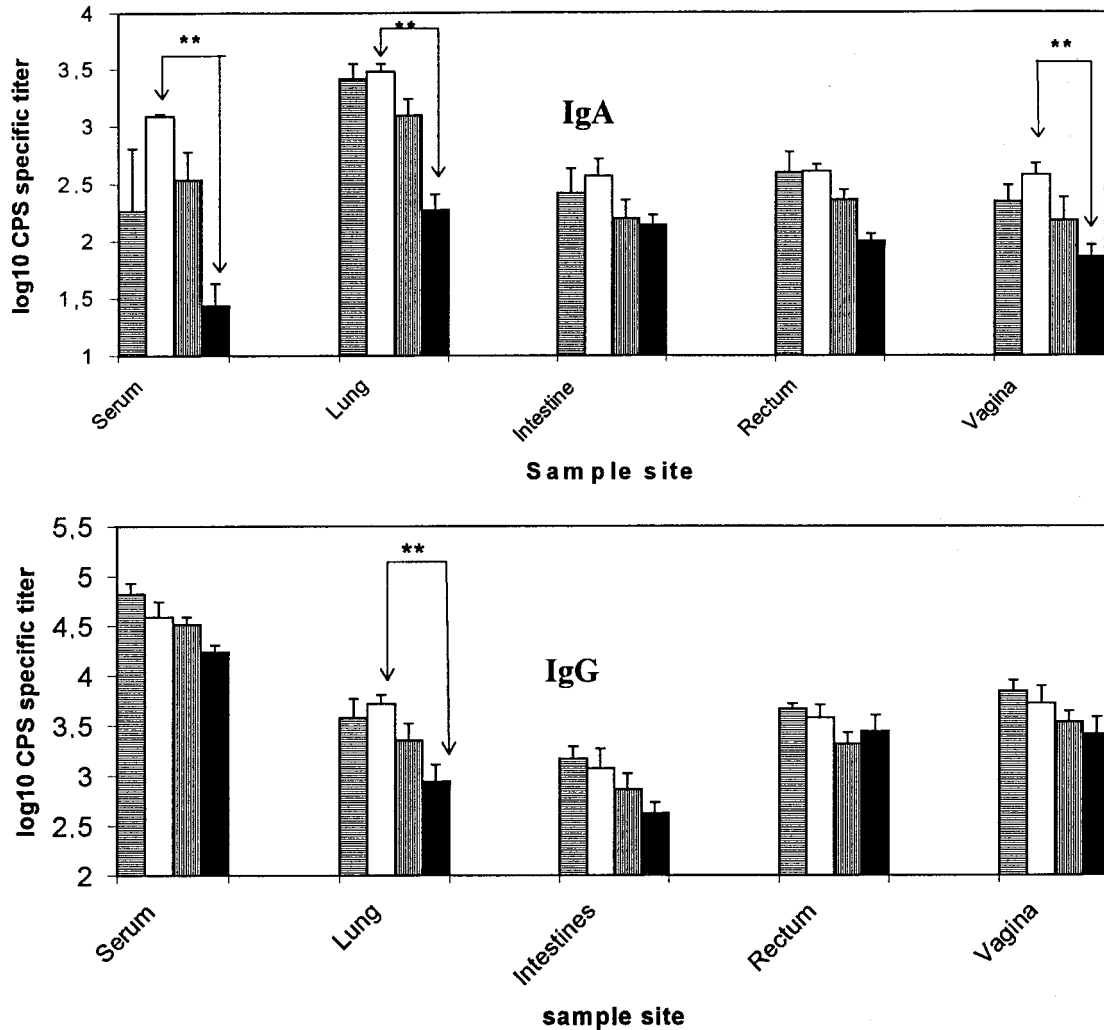 4
**
**
**
3.5
3
IgA
2.5
2
1,5
1
log10 CPS specific titer
Serum
Lung
Intestine
Rectum
Vagina
Sample site
5,5
**
5
4,5
4
IgG
3.5
3
2.5
2
log10 CPS specific titer
Serum
Lung
Intestines
Rectum
Vagina
sample site